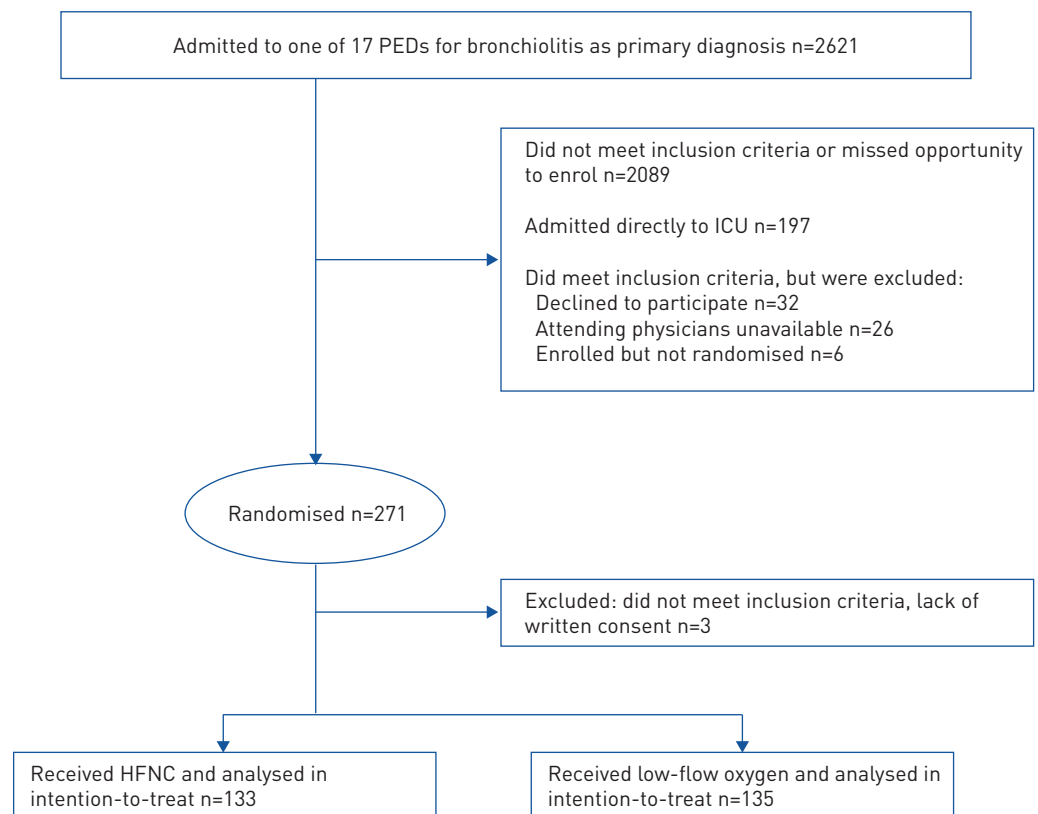 Admitted to one of 17 PEDs for bronchiolitis as primary diagnosis n=2621
Did not meet inclusion criteria or missed opportunity
to enrol n=2089
Admitted directly to ICU n=197
Did meet inclusion criteria, but were excluded:
Declined to participate n=32
Attending physicians unavailable n=26
Enrolled but not randomised n=6
Randomised n=271
Excluded: did not meet inclusion criteria, lack of
written consent n=3
Received HFNC and analysed in
intention-to-treat n=133
Received low-flow oxygen and analysed in
intention-to-treat n=135